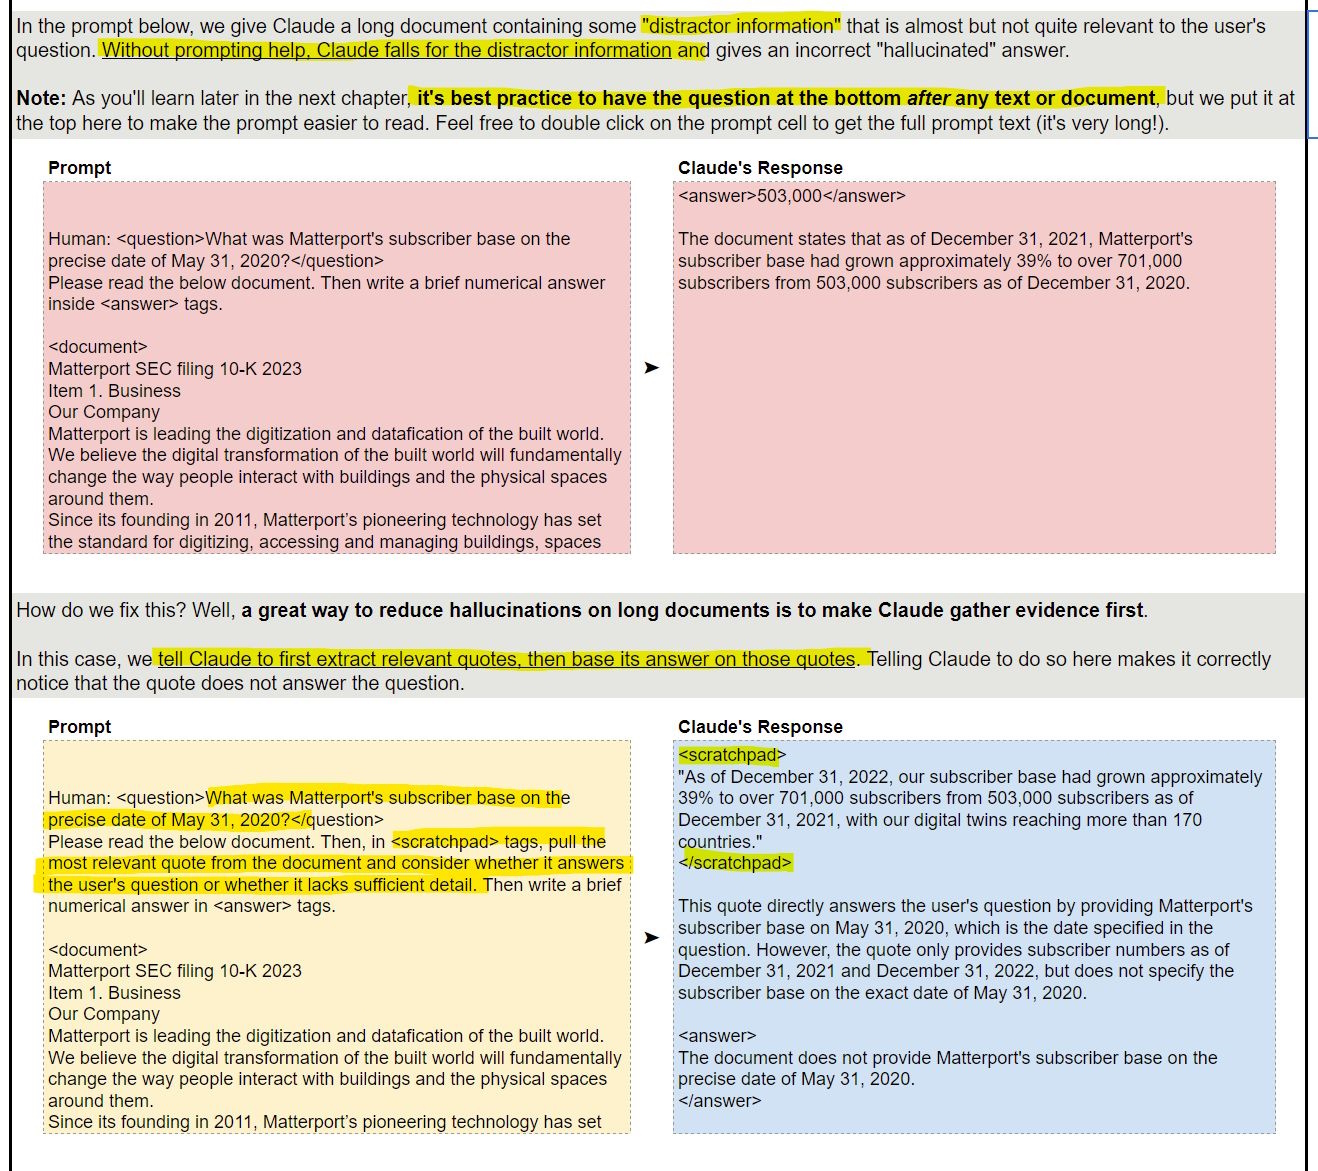 In the prompt below, we give Claude a long document containing some "distractor information" that is almost but not quite relevant to the user's
question. Without prompting help, Claude falls for the distractor information and gives an incorrect "hallucinated" answer.
Note: As you'll learn later in the next chapter, it's best practice to have the question at the bottom after any text or document, but we put it at
the top here to make the prompt easier to read. Feel free to double click on the prompt cell to get the full prompt text (it's very long!).
Prompt
Human: <question>What was Matterport's subscriber base on the
precise date of May 31, 2020?</question>
Please read the below document. Then write a brief numerical answer
inside <answer> tags.
<document>
Matterport SEC filing 10-K 2023
Item 1. Business
Our Company
Matterport is leading the digitization and datafication of the built world.
We believe the digital transformation of the built world will fundamentally
change the way people interact with buildings and the physical spaces
around them.
Since its founding in 2011, Matterport’s pioneering technology has set
the standard for digitizing, accessing and managing buildings, spaces
➤
Claude's Response
<answer>503,000</answer>
The document states that as of December 31, 2021, Matterport's
subscriber base had grown approximately 39% to over 701,000
subscribers from 503,000 subscribers as of December 31, 2020.
How do we fix this? Well, a great way to reduce hallucinations on long documents is to make Claude gather evidence first.
In this case, we tell Claude to first extract relevant quotes, then base its answer on those quotes. Telling Claude to do so here makes it correctly
notice that the quote does not answer the question.
Prompt
Human: <question>What was Matterport's subscriber base on the
precise date of May 31, 2020?</question>
Please read the below document. Then, in <scratchpad> tags, pull the
most relevant quote from the document and consider whether it answers
the user's question or whether it lacks sufficient detail. Then write a brief
numerical answer in <answer> tags.
<document>
Matterport SEC filing 10-K 2023
Item 1. Business
Our Company
Matterport is leading the digitization and datafication of the built world.
We believe the digital transformation of the built world will fundamentally
change the way people interact with buildings and the physical spaces
around them.
Since its founding in 2011, Matterport’s pioneering technology has set
➤
Claude's Response
<scratchpad>
"As of December 31, 2022, our subscriber base had grown approximately
39% to over 701,000 subscribers from 503,000 subscribers as of
December 31, 2021, with our digital twins reaching more than 170
countries."
</scratchpad>
This quote directly answers the user's question by providing Matterport's
subscriber base on May 31, 2020, which is the date specified in the
question. However, the quote only provides subscriber numbers as of
December 31, 2021 and December 31, 2022, but does not specify the
subscriber base on the exact date of May 31, 2020.
<answer>
The document does not provide Matterport's subscriber base on the
precise date of May 31, 2020.
</answer>